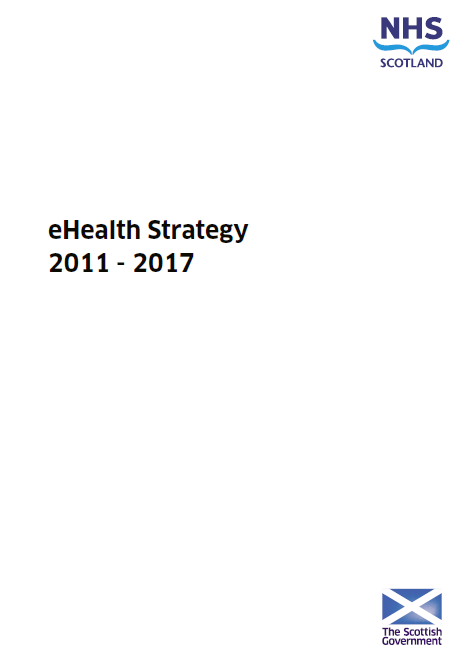 NHS
SCOTLAND
eHealth Strategy
2011 - 2017
The Scottish
Government